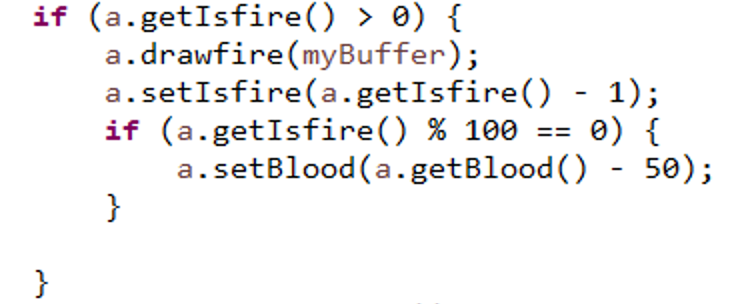 if (a.getIsfire() > 0) {
    a.drawfire(myBuffer);
    a.setIsfire(a.getIsfire() - 1);
    if (a.getIsfire() % 100 == 0) {
        a.setBlood(a.getBlood() - 50);
    }

}